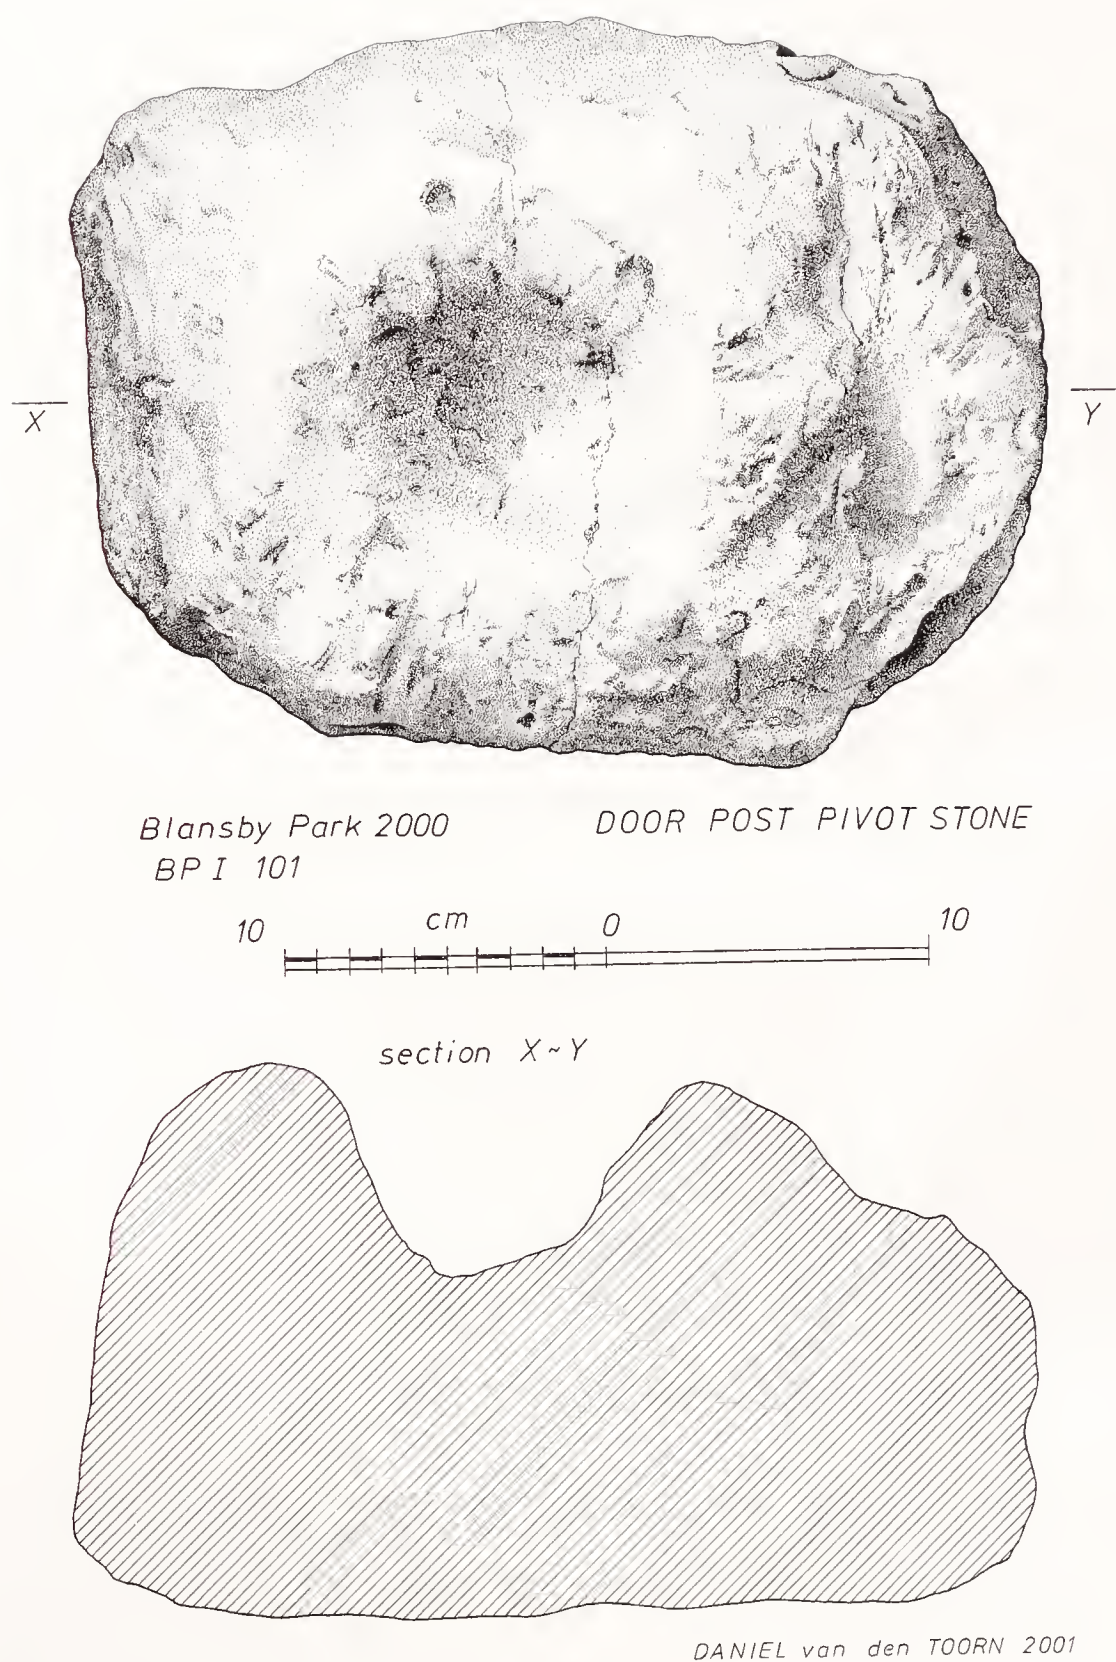 X Y
Blansby Park 2000 DOOR POST PIVOT STONE
BP I 101
10 cm 0 10
section X~Y
DANIEL van den TOORN 2001